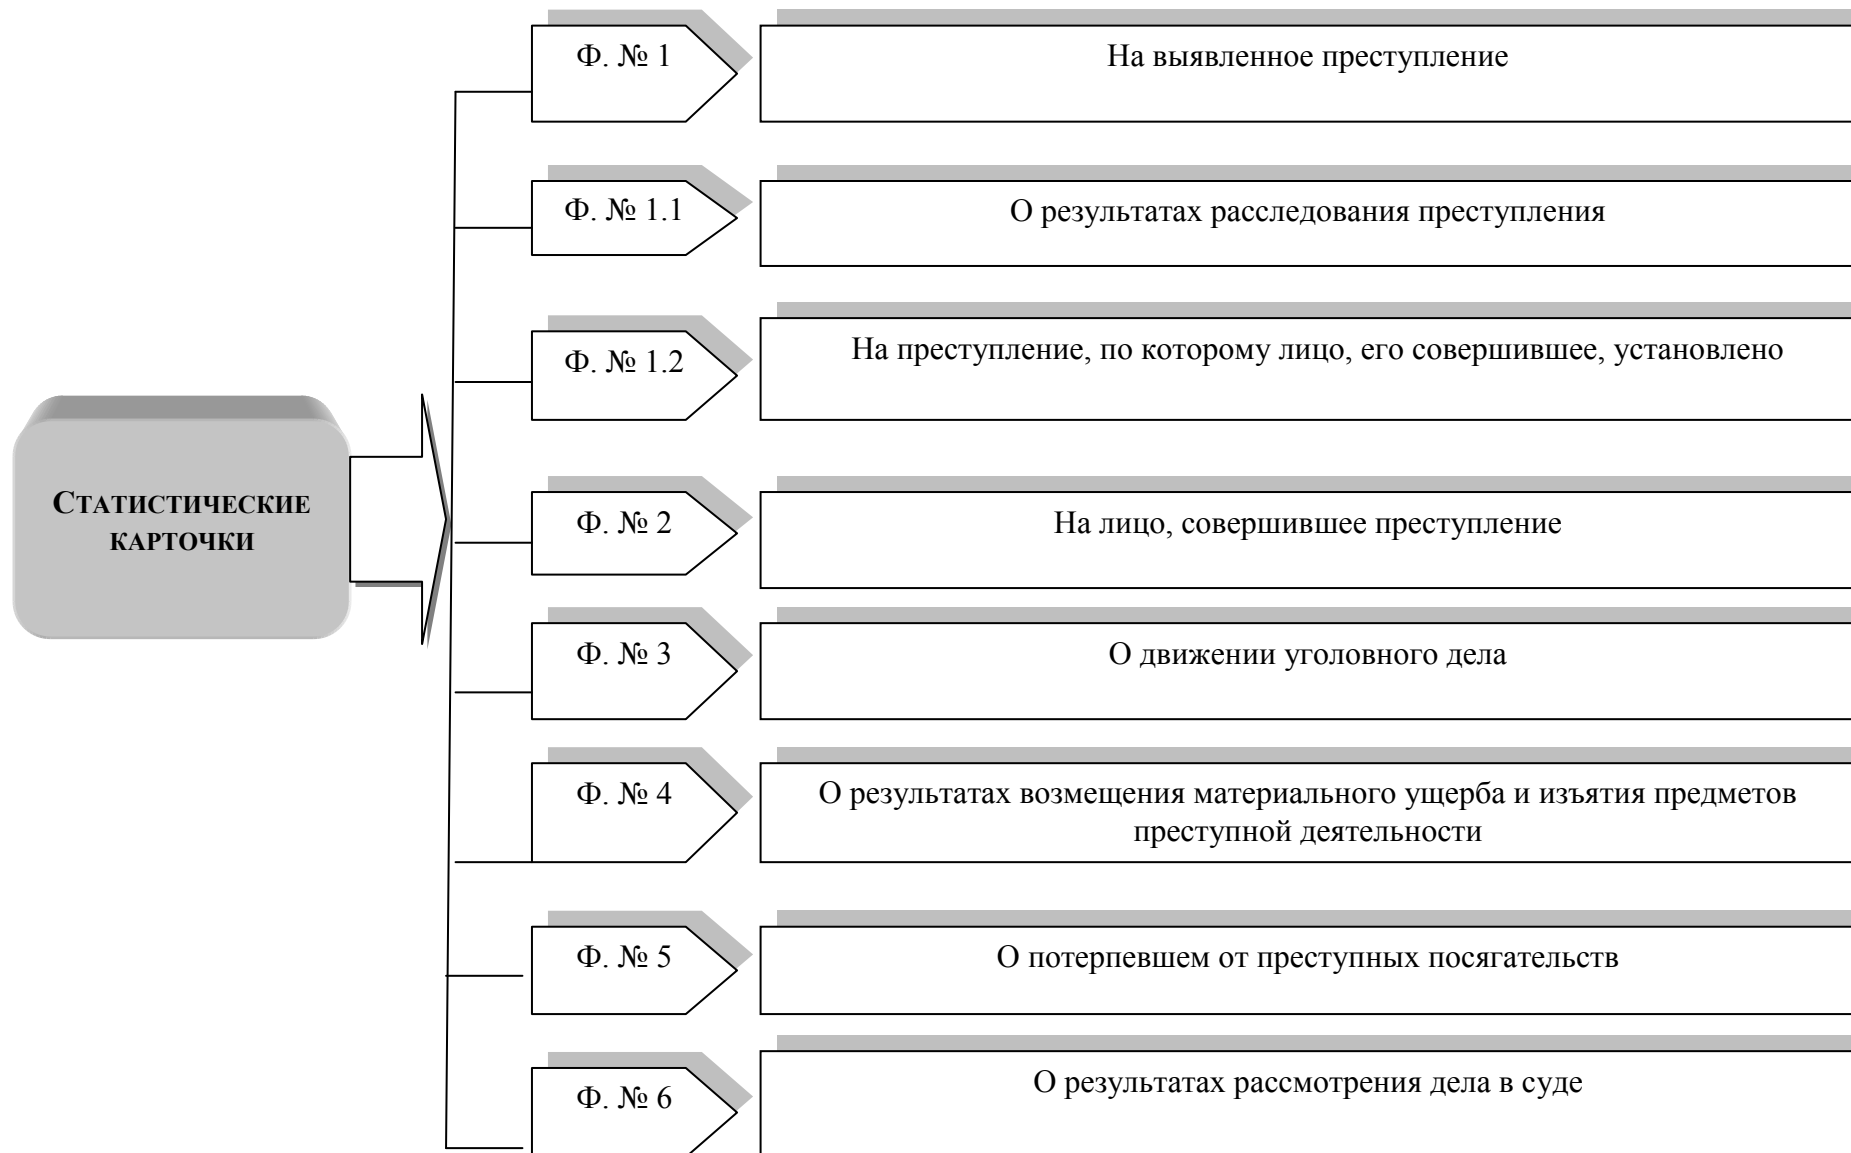 Ф. № 1
На выявленное преступление
Ф. № 1.1
О результатах расследования преступления
Ф. № 1.2
На преступление, по которому лицо, его совершившее, установлено
СТАТИСТИЧЕСКИЕ
КАРТОЧКИ
Ф. № 2
На лицо, совершившее преступление
Ф. № 3
О движении уголовного дела
Ф. № 4
О результатах возмещения материального ущерба и изъятия предметов
преступной деятельности
Ф. № 5
О потерпевшем от преступных посягательств
Ф. № 6
О результатах рассмотрения дела в суде